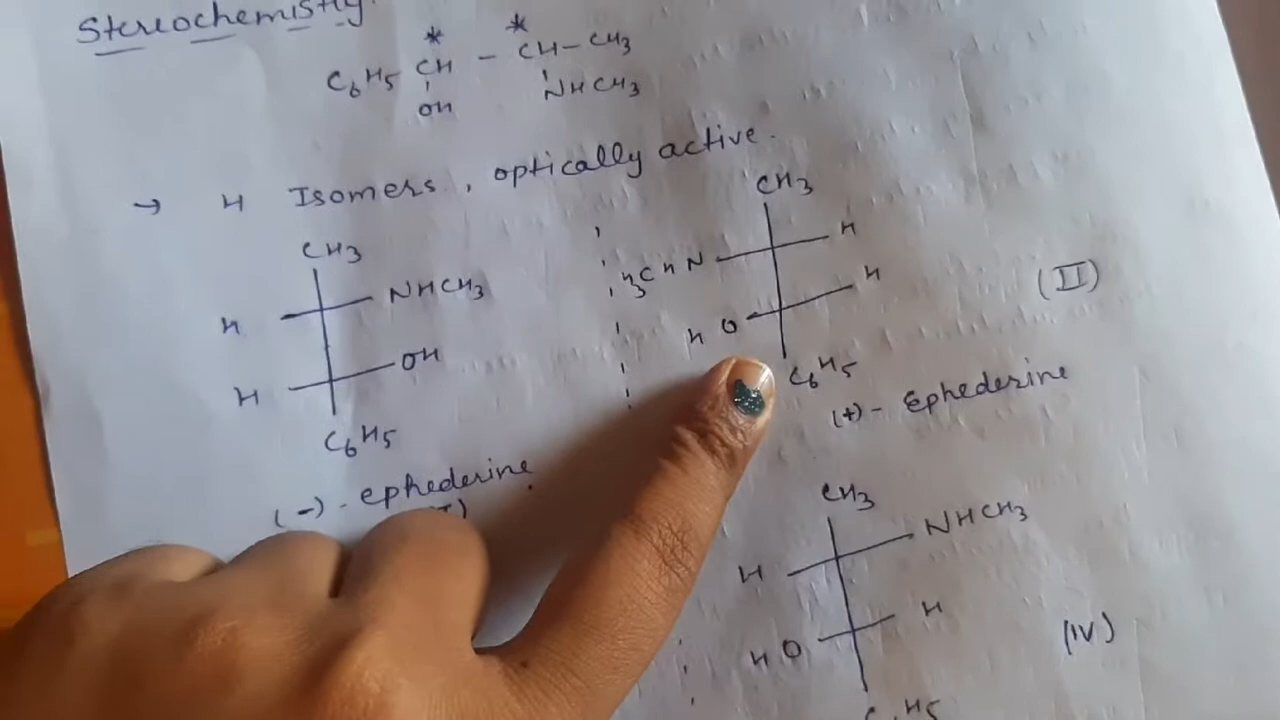 Stereochemistry
* *
C6H5 CH - CH - CH3
OH NHCH3
→ 4 Isomers, optically active.
CH3
H NHCH3
H OH
C6H5
(-) - ephederine
CH3
H3CHN H
HO H
C6H5
(II)
(+) - Ephederine
CH3
H NHCH3
HO H
(IV)